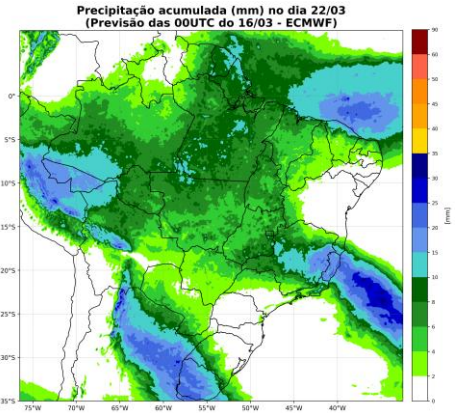 Precipitação acumulada (mm) no dia 22/03
(Previsão das 00UTC do 16/03 - ECMWF)
90
60
50
45
40
35
30
25
20
15
10
8
6
4
2
0
[mm]
0°
5°S
10°S
15°S
20°S
25°S
30°S
35°S
75°W 70°W 65°W 60°W 55°W 50°W 45°W 40°W